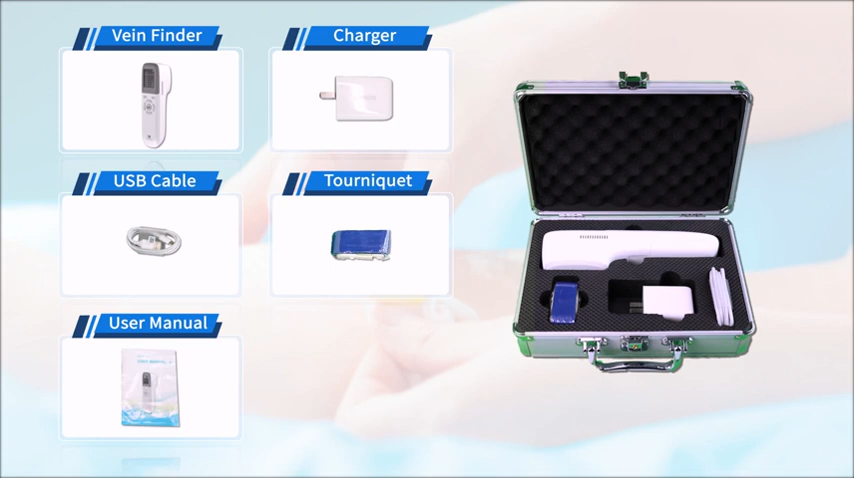 Vein Finder
Charger
USB Cable
Tourniquet
User Manual